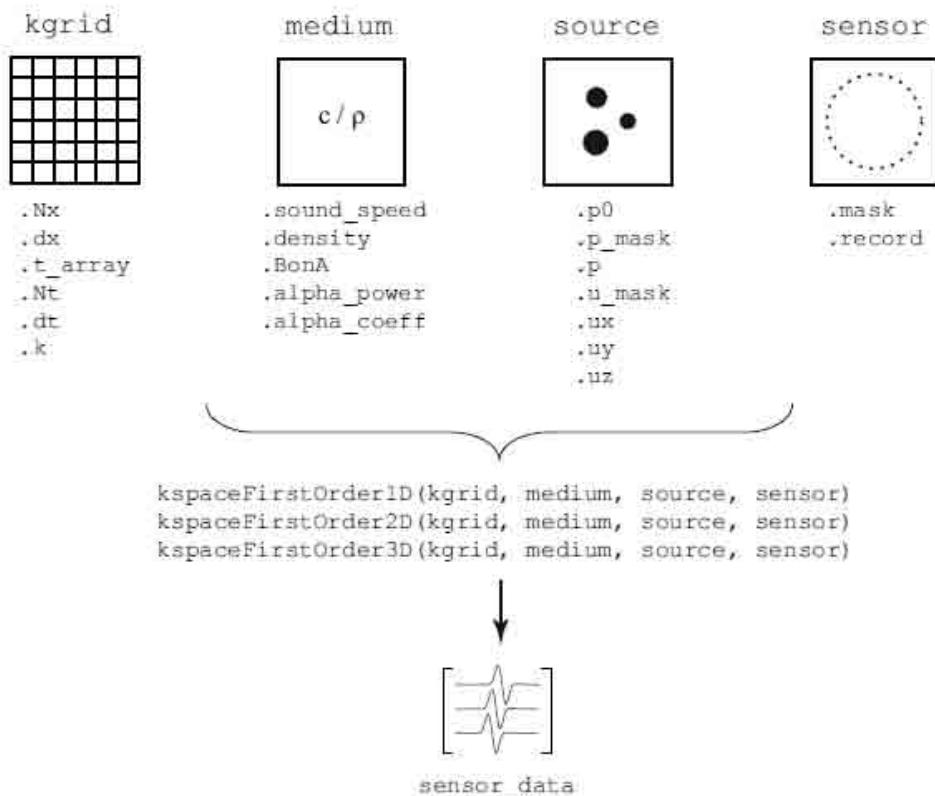 kgrid
medium
source
sensor
c / ρ
.Nx
.dx
.t_array
.Nt
.dt
.k
.sound_speed
.density
.BonA
.alpha_power
.alpha_coeff
.p0
.p_mask
.p
.u_mask
.ux
.uy
.uz
.mask
.record
kspaceFirstOrder1D(kgrid, medium, source, sensor)
kspaceFirstOrder2D(kgrid, medium, source, sensor)
kspaceFirstOrder3D(kgrid, medium, source, sensor)
sensor_data